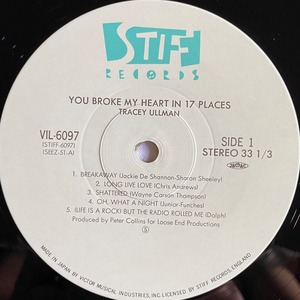 STIFF
RECORDS
YOU BROKE MY HEART IN 17 PLACES
TRACEY ULLMAN
VIL-6097
(STIFF-6097)
(SEEZ-51-A)
SIDE 1
STEREO 33 1/3
1. BREAKAWAY (Jackie De Shannon-Sharon Sheeley)
2. LONG LIVE LOVE (Chris Andrews)
3. SHATTERED (Wayne Carson Thompson)
4. OH, WHAT A NIGHT (Junior-Funches)
5. (LIFE IS A ROCK) BUT THE RADIO ROLLED ME (Dolph)
Produced by Peter Collins for Loose End Productions
Ⓢ
MADE IN JAPAN BY VICTOR MUSICAL INDUSTRIES, INC. LICENSED BY STIFF RECORDS, ENGLAND.